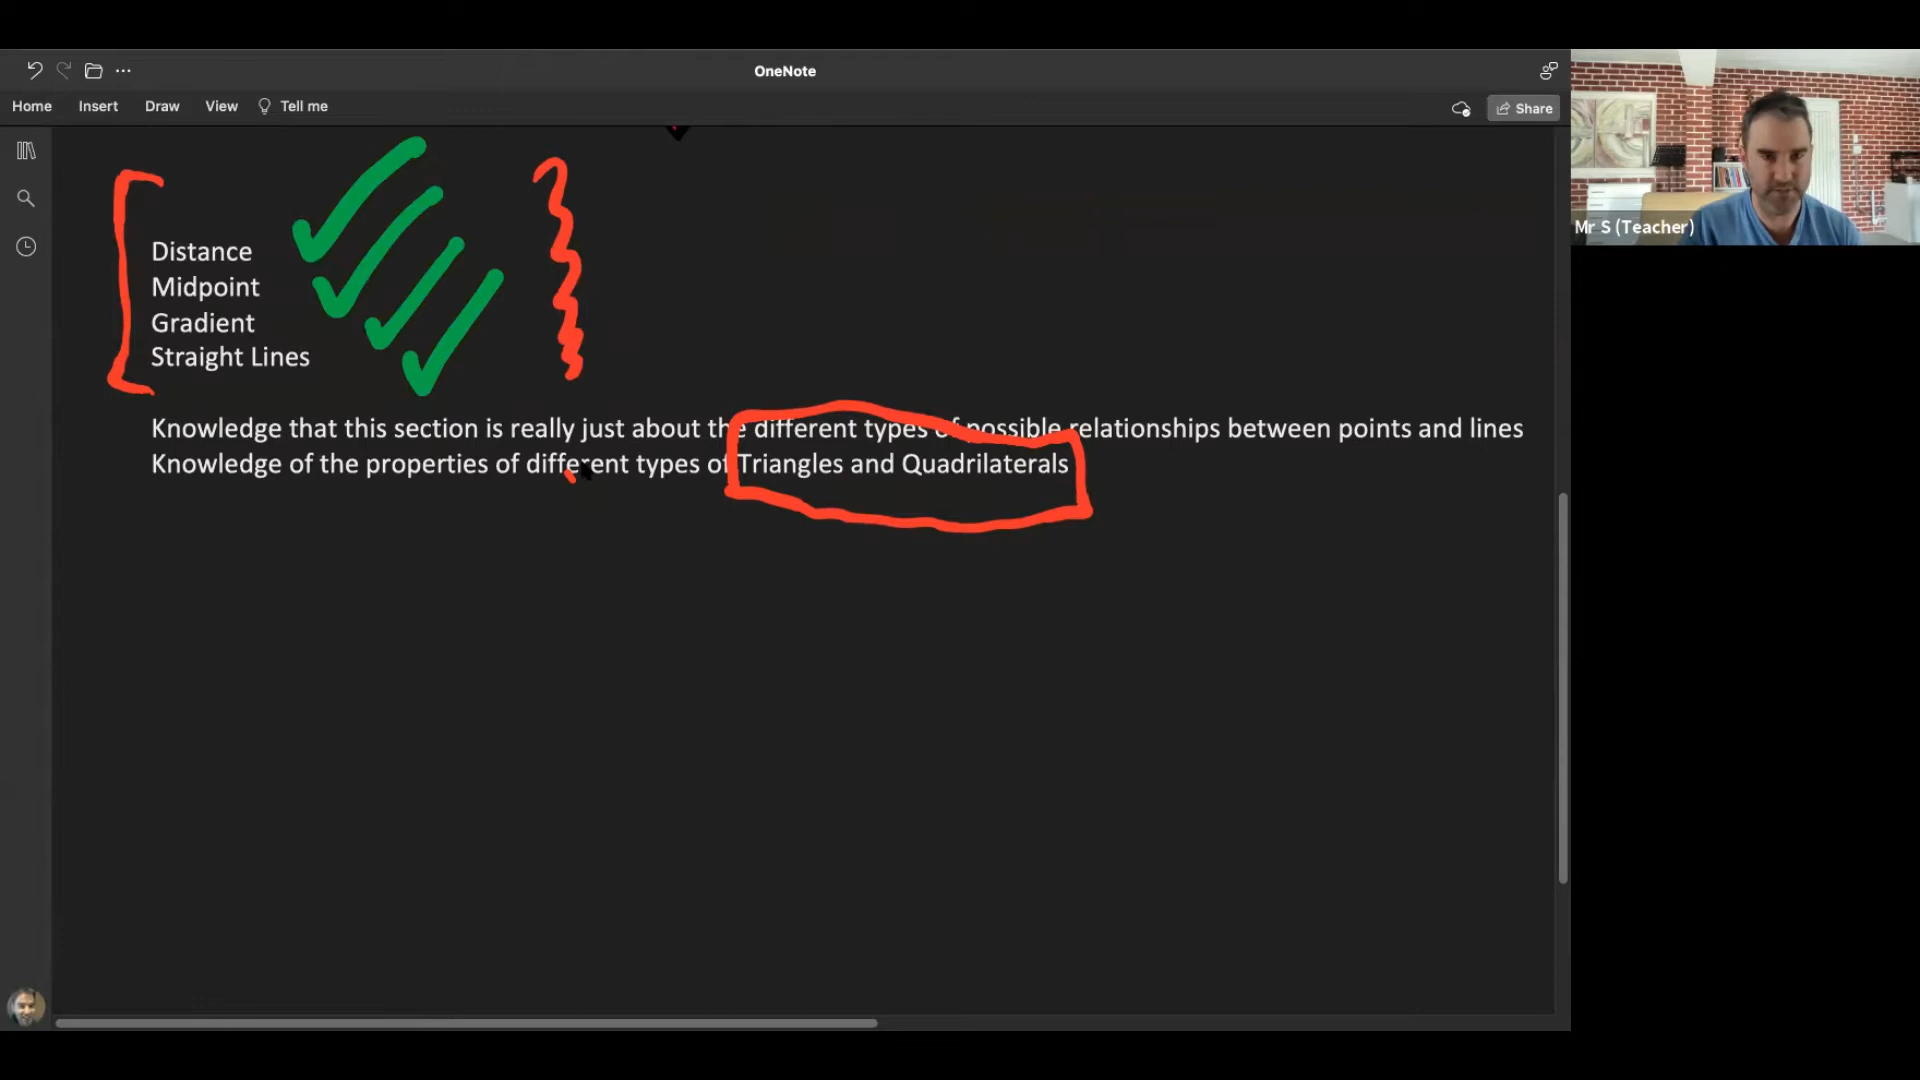 OneNote
Home Insert Draw View Tell me
Share
Mr S (Teacher)
Distance
Midpoint
Gradient
Straight Lines
Knowledge that this section is really just about the different types of possible relationships between points and lines
Knowledge of the properties of different types of Triangles and Quadrilaterals